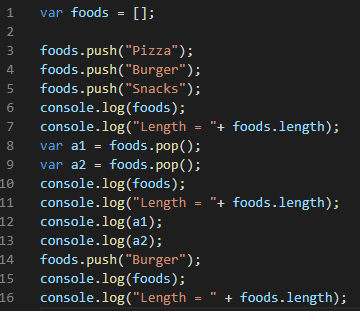 1 var foods = [];
2
3 foods.push("Pizza");
4 foods.push("Burger");
5 foods.push("Snacks");
6 console.log(foods);
7 console.log("Length = "+ foods.length);
8 var a1 = foods.pop();
9 var a2 = foods.pop();
10 console.log(foods);
11 console.log("Length = "+ foods.length);
12 console.log(a1);
13 console.log(a2);
14 foods.push("Burger");
15 console.log(foods);
16 console.log("Length = " + foods.length);